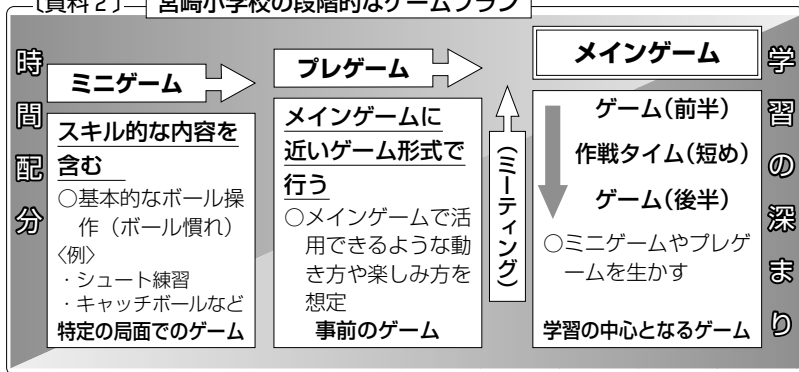 〔資料２〕 宮崎小学校の段階的なゲームプラン
時間配分
ミニゲーム
スキル的な内容を
含む
○基本的なボール操
作（ボール慣れ）
〈例〉
・シュート練習
・キャッチボールなど
特定の局面でのゲーム
プレゲーム
メインゲームに
近いゲーム形式で
行う
○メインゲームで活
用できるような動
き方や楽しみ方を
想定
事前のゲーム
（ミーティング）
メインゲーム
ゲーム(前半)
作戦タイム(短め)
ゲーム(後半)
○ミニゲームやプレゲ
ームを生かす
学習の中心となるゲーム
学習の深まり